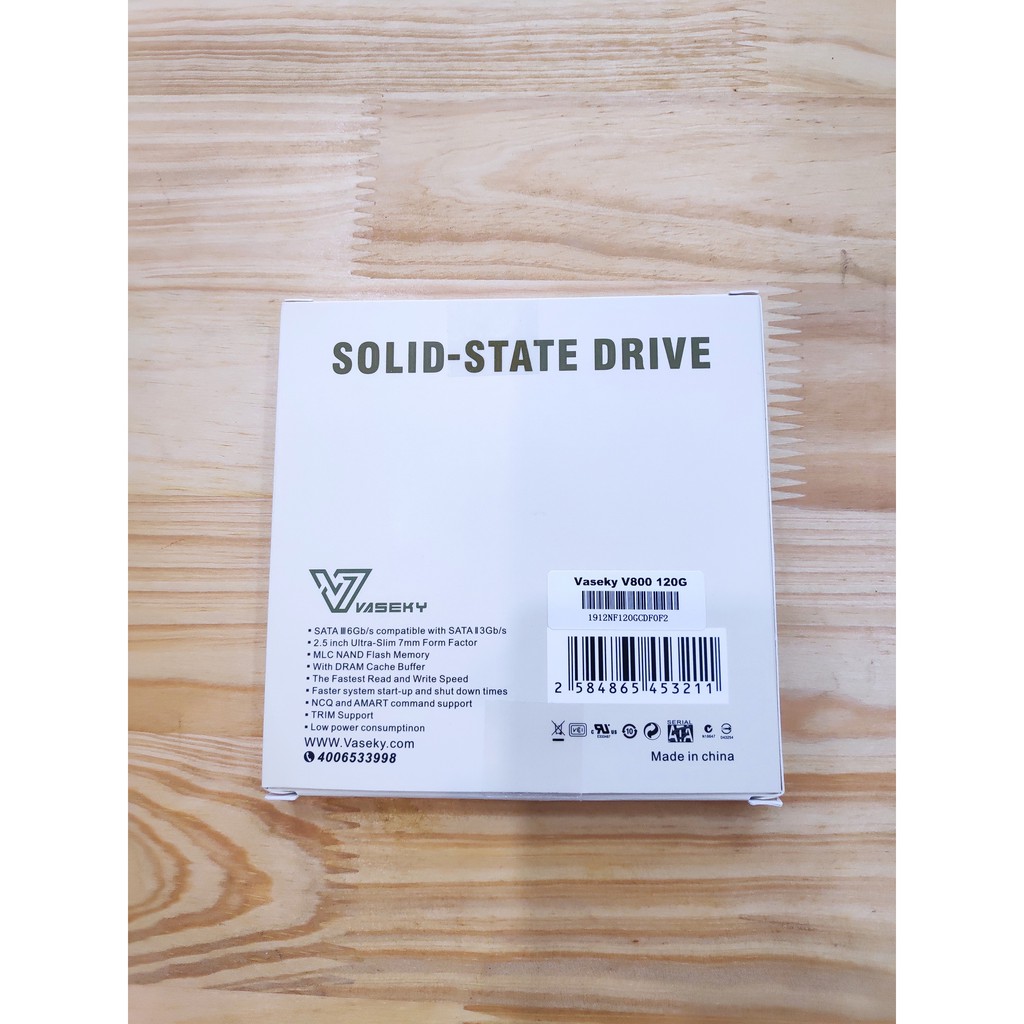 SOLID-STATE DRIVE
VASEKY
Vaseky V800 120G
1912NF120GCDF0F2
2 584865 453211
• SATA Ⅲ 6Gb/s compatible with SATA Ⅱ 3Gb/s
• 2.5 inch Ultra-Slim 7mm Form Factor
• MLC NAND Flash Memory
• With DRAM Cache Buffer
• The Fastest Read and Write Speed
• Faster system start-up and shut down times
• NCQ and AMART command support
• TRIM Support
• Low power consumptinon
WWW.Vaseky.com
4006533998
SERIAL
ATA
Made in china